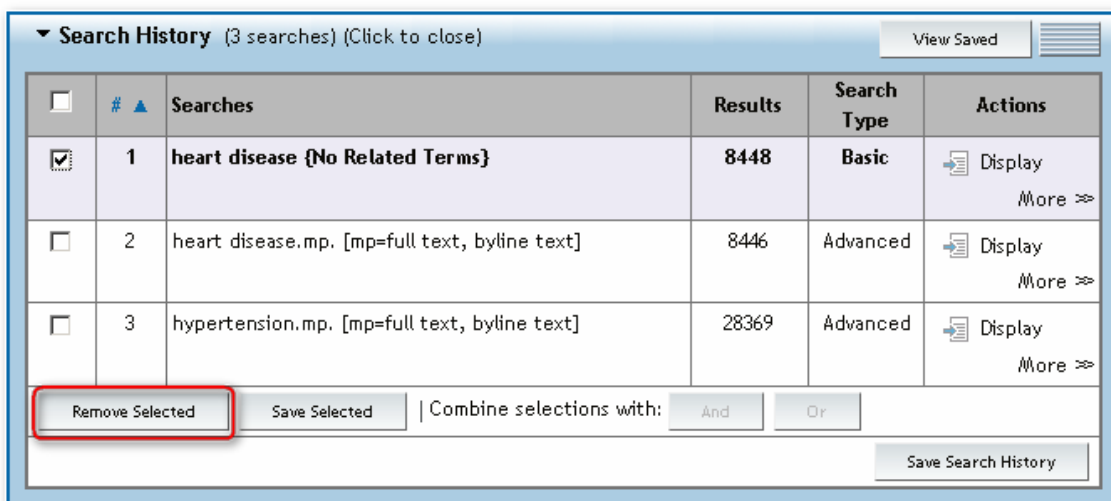 ▼ Search History (3 searches) (Click to close) View Saved
# ▲ Searches Results Search Type Actions
1 heart disease {No Related Terms} 8448 Basic Display
More >>
2 heart disease.mp. [mp=full text, byline text] 8446 Advanced Display
More >>
3 hypertension.mp. [mp=full text, byline text] 28369 Advanced Display
More >>
Remove Selected Save Selected | Combine selections with: And Or
Save Search History